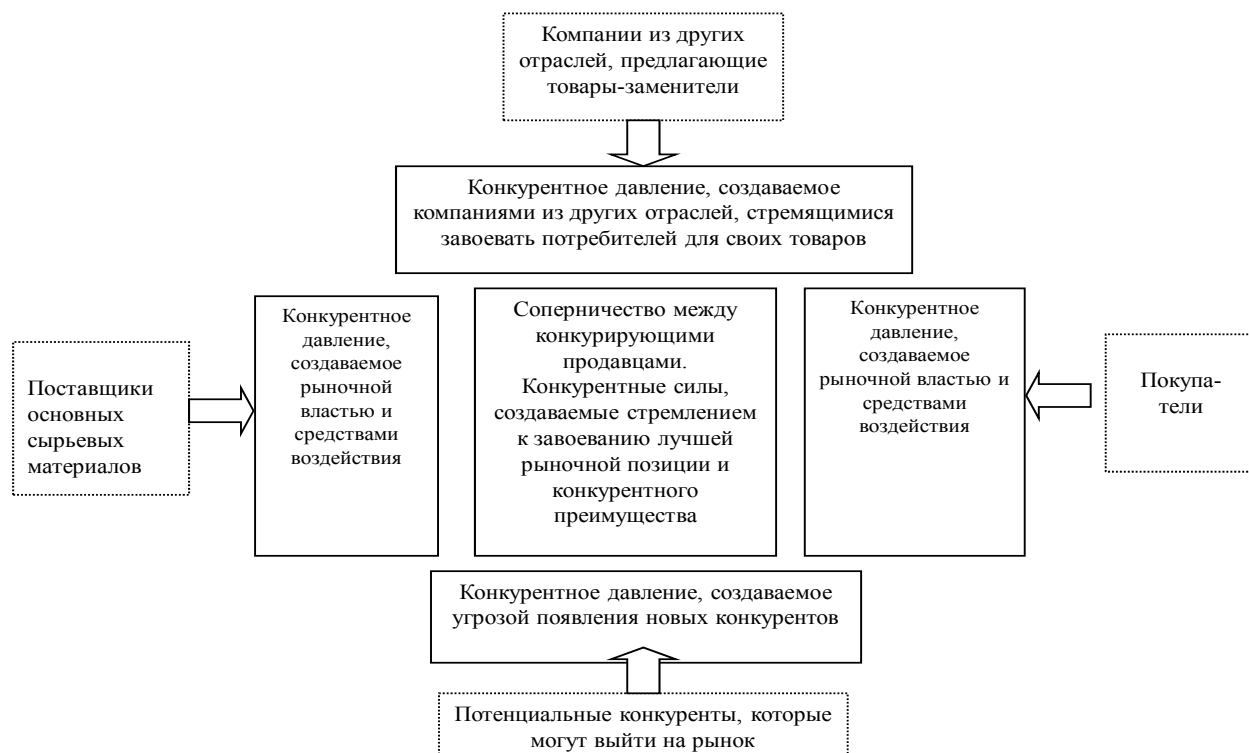 Компании из других
отраслей, предлагающие
товары-заменители
Конкурентное давление, создаваемое
компаниями из других отраслей, стремящимися
завоевать потребителей для своих товаров
Поставщики
основных
сырьевых
материалов
Конкурентное
давление,
создаваемое
рыночной
властью и
средствами
воздействия
Соперничество между
конкурирующими
продавцами.
Конкурентные силы,
создаваемые стремлением
к завоеванию лучшей
рыночной позиции и
конкурентного
преимущества
Конкурентное
давление,
создаваемое
рыночной властью и
средствами
воздействия
Покупа-
тели
Конкурентное давление, создаваемое
угрозой появления новых конкурентов
Потенциальные конкуренты, которые
могут выйти на рынок